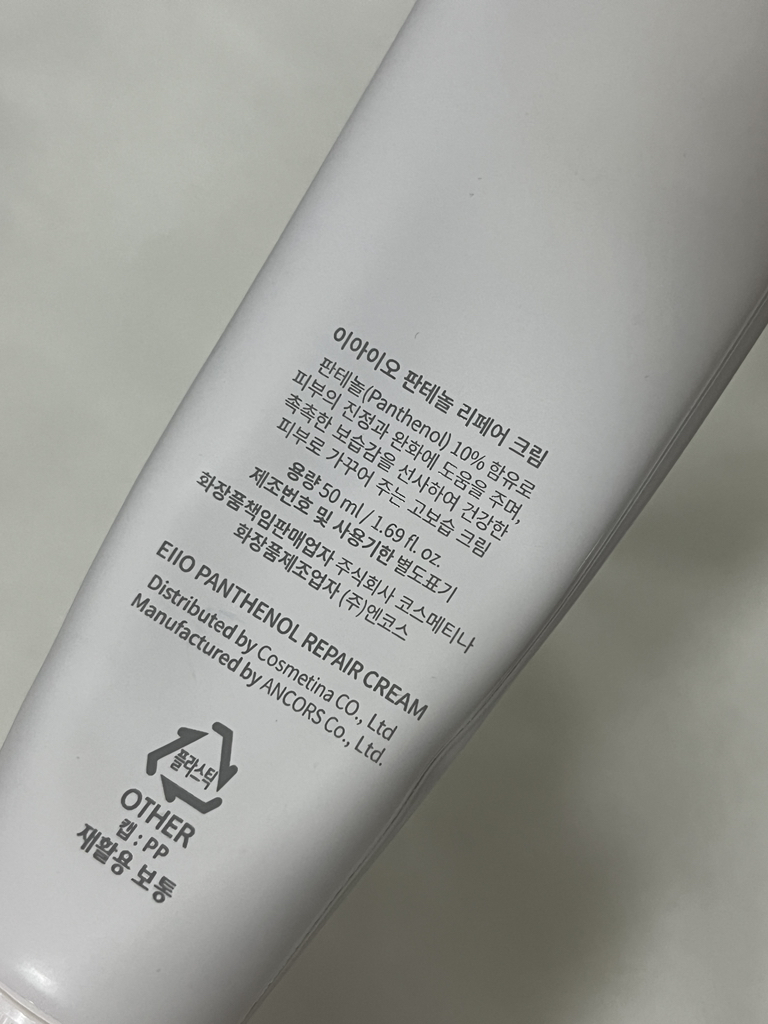 이아이오 판테놀 리페어 크림
판테놀(Panthenol) 10% 함유로
피부의 진정과 완화에 도움을 주며,
촉촉한 보습감을 선사하여 건강한
피부로 가꾸어 주는 고보습 크림
용량 50 ml / 1.69 fl. oz.
제조번호 및 사용기한 별도표기
화장품책임판매업자 주식회사 코스메티나
화장품제조업자 (주)엔코스
EIIO PANTHENOL REPAIR CREAM
Distributed by Cosmetina CO., Ltd
Manufactured by ANCORS Co., Ltd.
플라스틱
OTHER
캡 : PP
재활용 보통